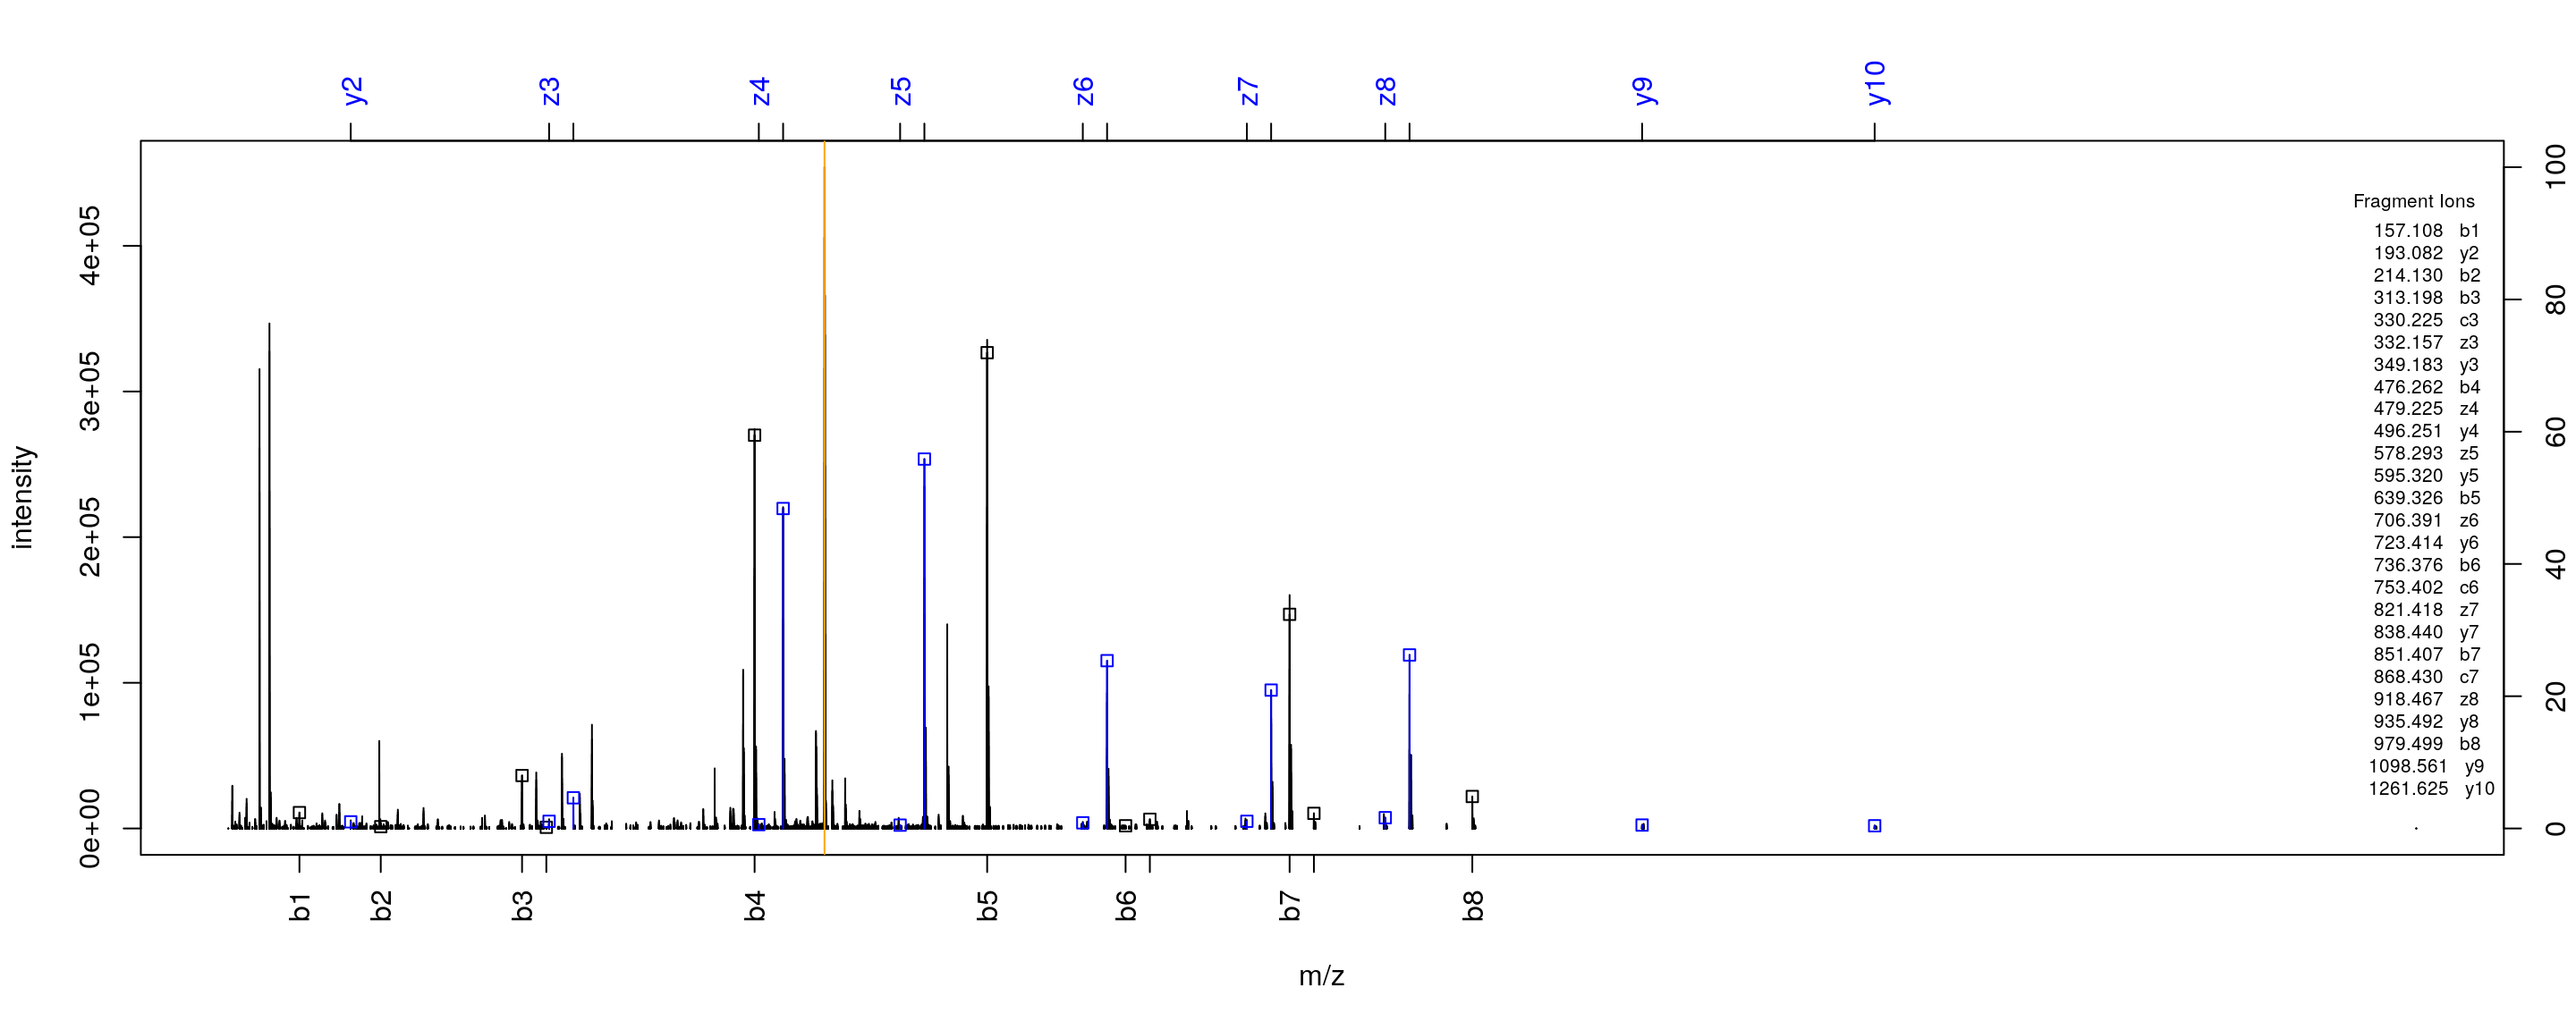 y2 z3 z4 z5 z6 z7 z8 y9 y10
intensity
0e+00 1e+05 2e+05 3e+05 4e+05
0 20 40 60 80 100
Fragment Ions
157.108 b1
193.082 y2
214.130 b2
313.198 b3
330.225 c3
332.157 z3
349.183 y3
476.262 b4
479.225 z4
496.251 y4
578.293 z5
595.320 y5
639.326 b5
706.391 z6
723.414 y6
736.376 b6
753.402 c6
821.418 z7
838.440 y7
851.407 b7
868.430 c7
918.467 z8
935.492 y8
979.499 b8
1098.561 y9
1261.625 y10
b1 b2 b3 b4 b5 b6 b7 b8
m/z